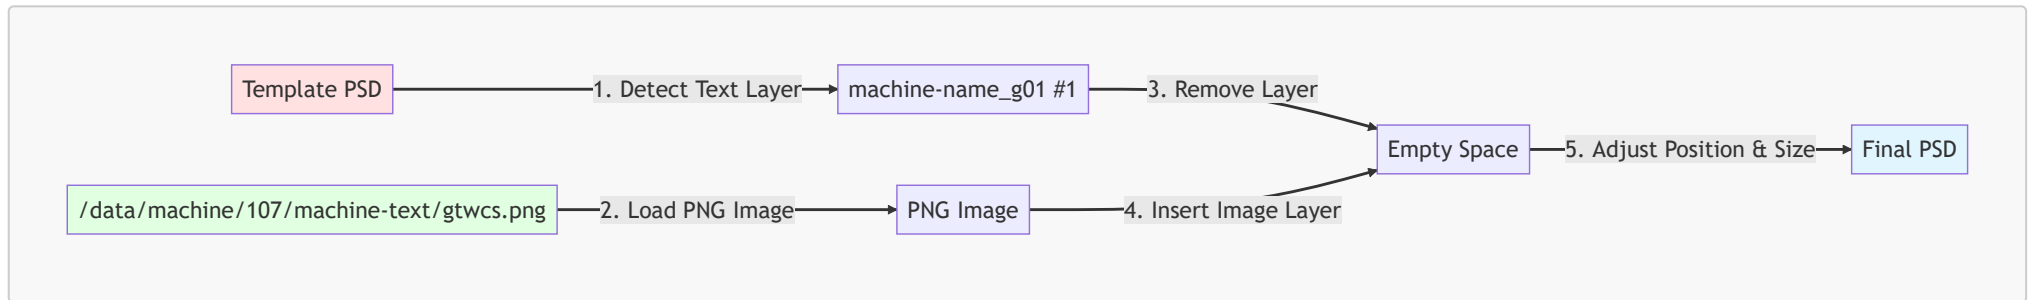 Template PSD
1. Detect Text Layer
machine-name_g01 #1
3. Remove Layer
Empty Space
5. Adjust Position & Size
Final PSD
/data/machine/107/machine-text/gtwcs.png
2. Load PNG Image
PNG Image
4. Insert Image Layer